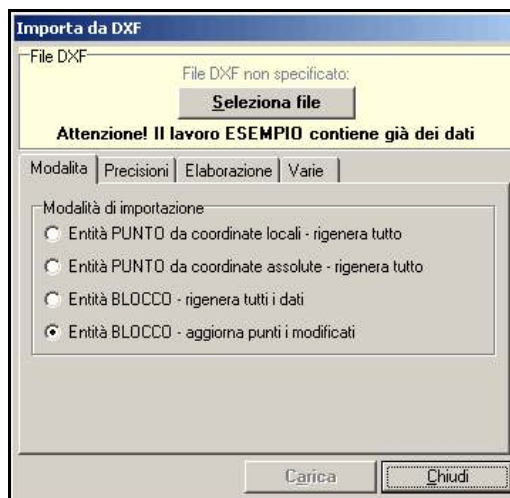 Importa da DXF
File DXF
File DXF non specificato:
Seleziona file
Attenzione! Il lavoro ESEMPIO contiene già dei dati
Modalita Precisioni Elaborazione Varie
Modalità di importazione
Entità PUNTO da coordinate locali - rigenera tutto
Entità PUNTO da coordinate assolute - rigenera tutto
Entità BLOCCO - rigenera tutti i dati
Entità BLOCCO - aggiorna punti i modificati
Carica Chiudi